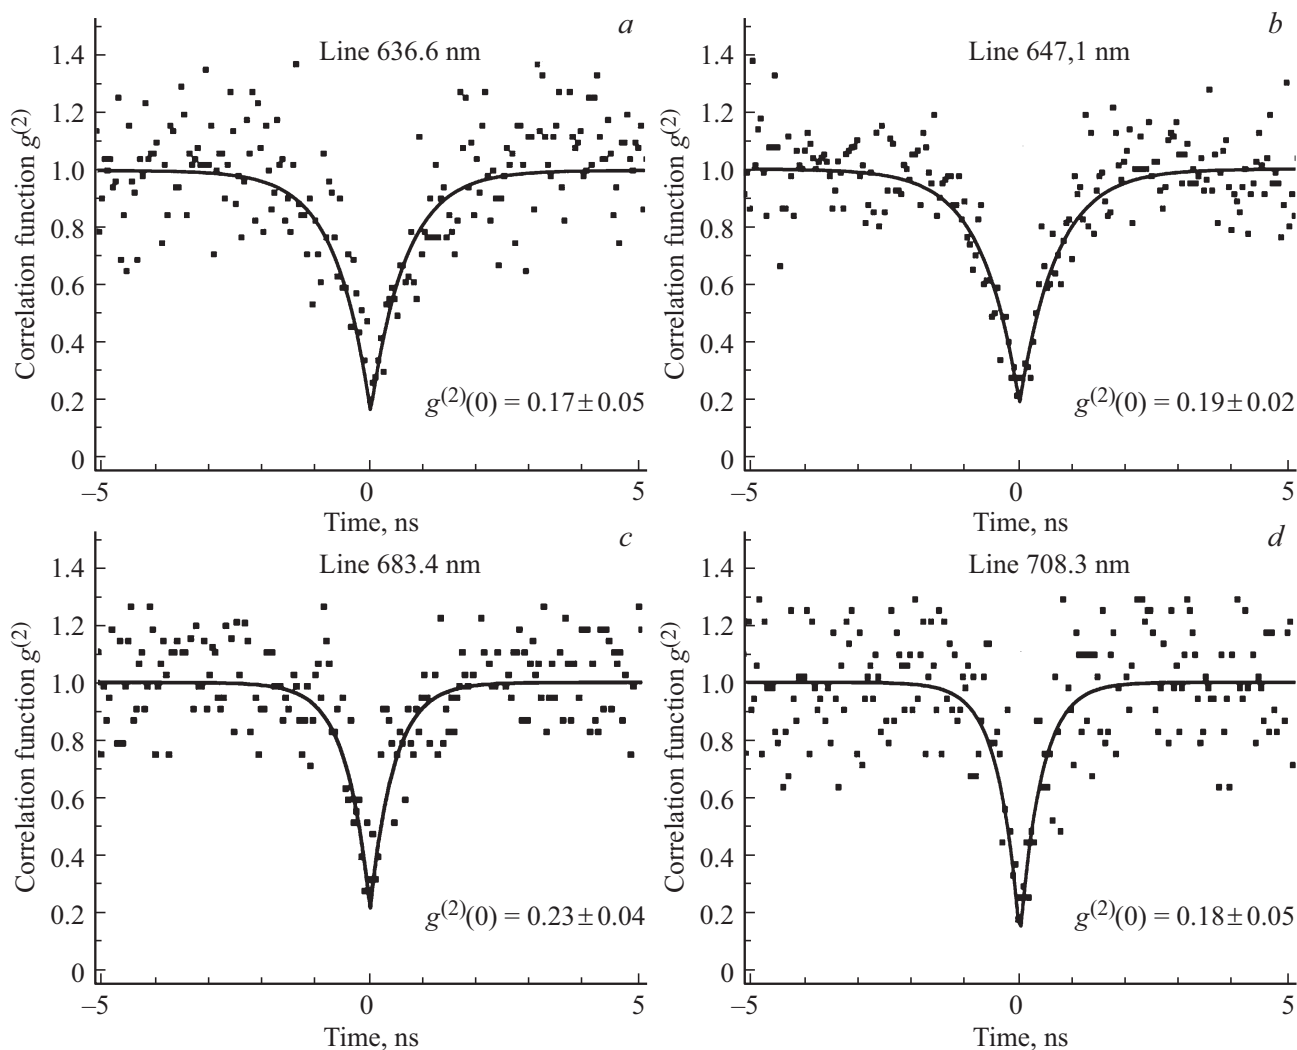 a
Line 636.6 nm
Correlation function g(2)
1.4
1.2
1.0
0.8
0.6
0.4
0.2
0
g(2)(0) = 0.17±0.05
–5
0
5
Time, ns
b
Line 647,1 nm
Correlation function g(2)
1.4
1.2
1.0
0.8
0.6
0.4
0.2
0
g(2)(0) = 0.19±0.02
–5
0
5
Time, ns
c
Line 683.4 nm
Correlation function g(2)
1.4
1.2
1.0
0.8
0.6
0.4
0.2
0
g(2)(0) = 0.23±0.04
–5
0
5
Time, ns
d
Line 708.3 nm
Correlation function g(2)
1.4
1.2
1.0
0.8
0.6
0.4
0.2
0
g(2)(0) = 0.18±0.05
–5
0
5
Time, ns